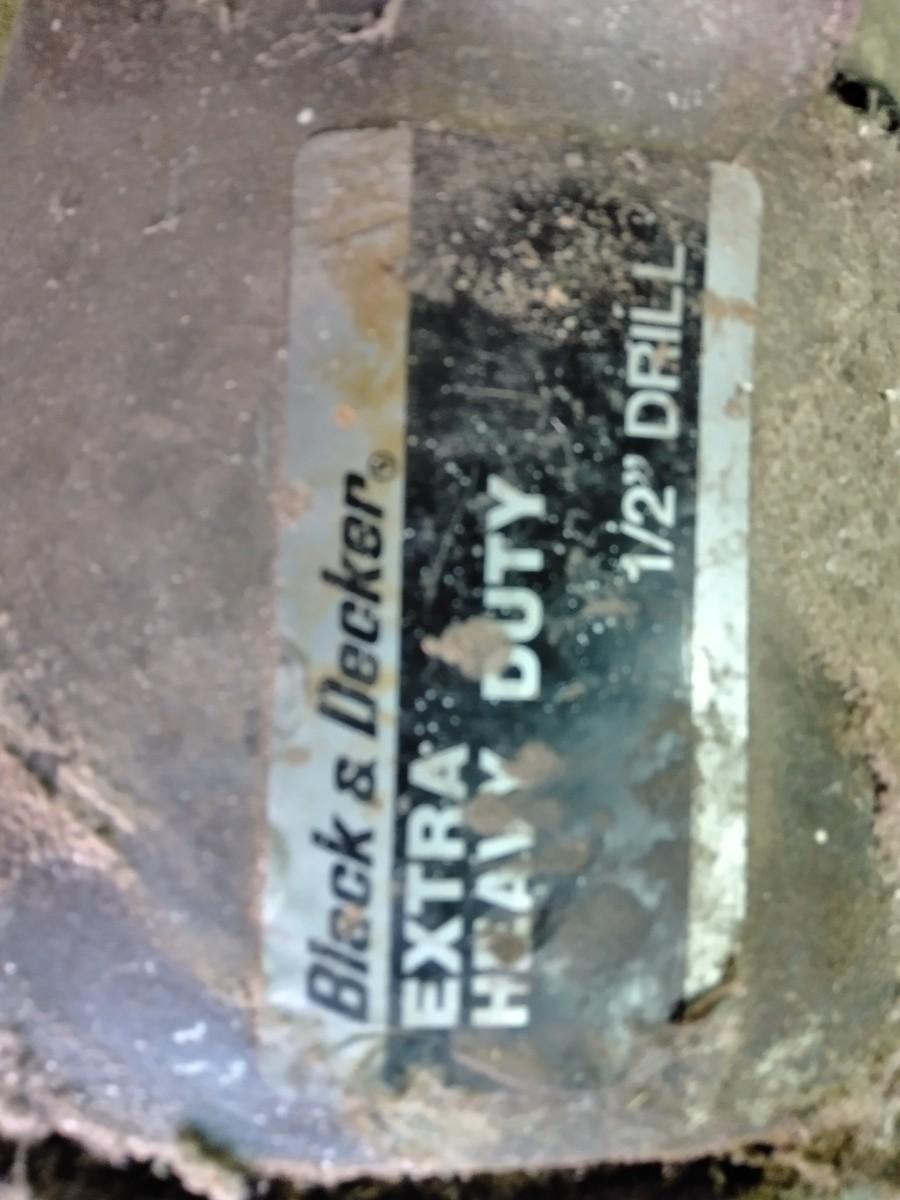 Black & Decker®
EXTRA
HEAVY DUTY
1/2" DRILL